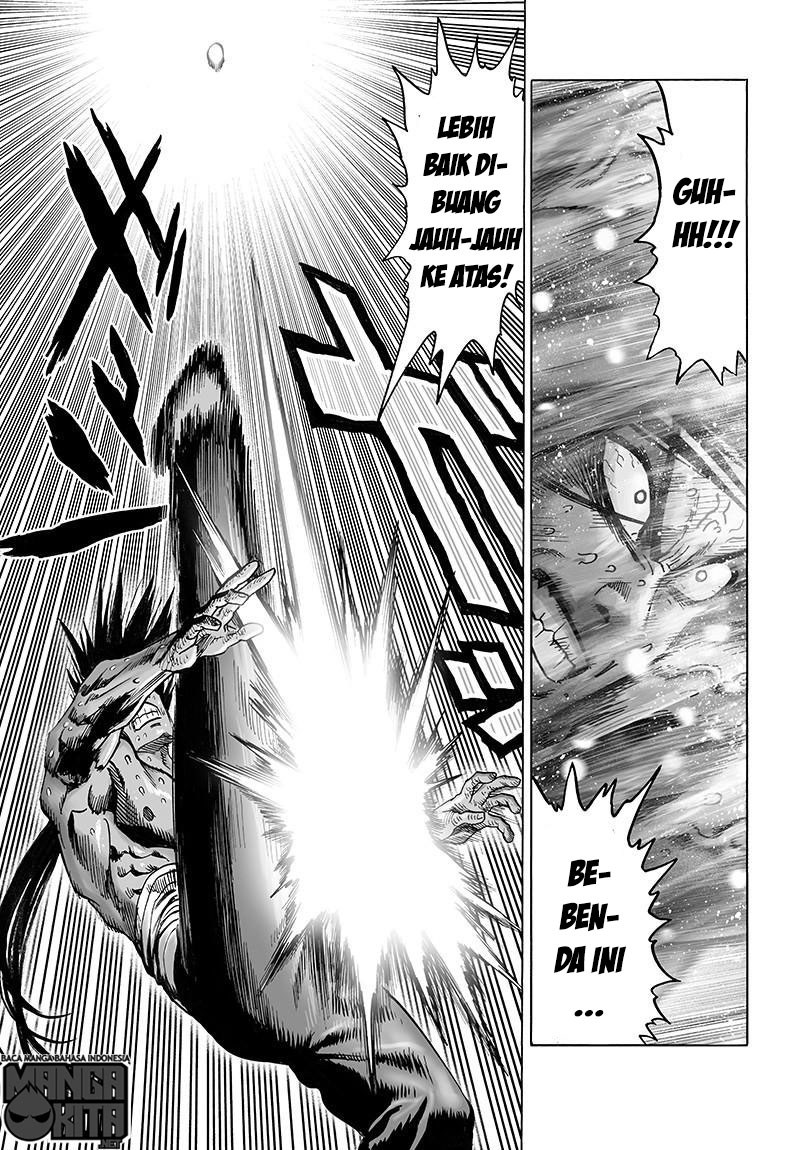 GUH-
HH!!!
BE-
BEN-
DA INI
...
LEBIH
BAIK DI-
BUANG
JAUH-JAUH
KE ATAS!
BACA MANGA BAHASA INDONESIA
MANGA
KITA
.NET